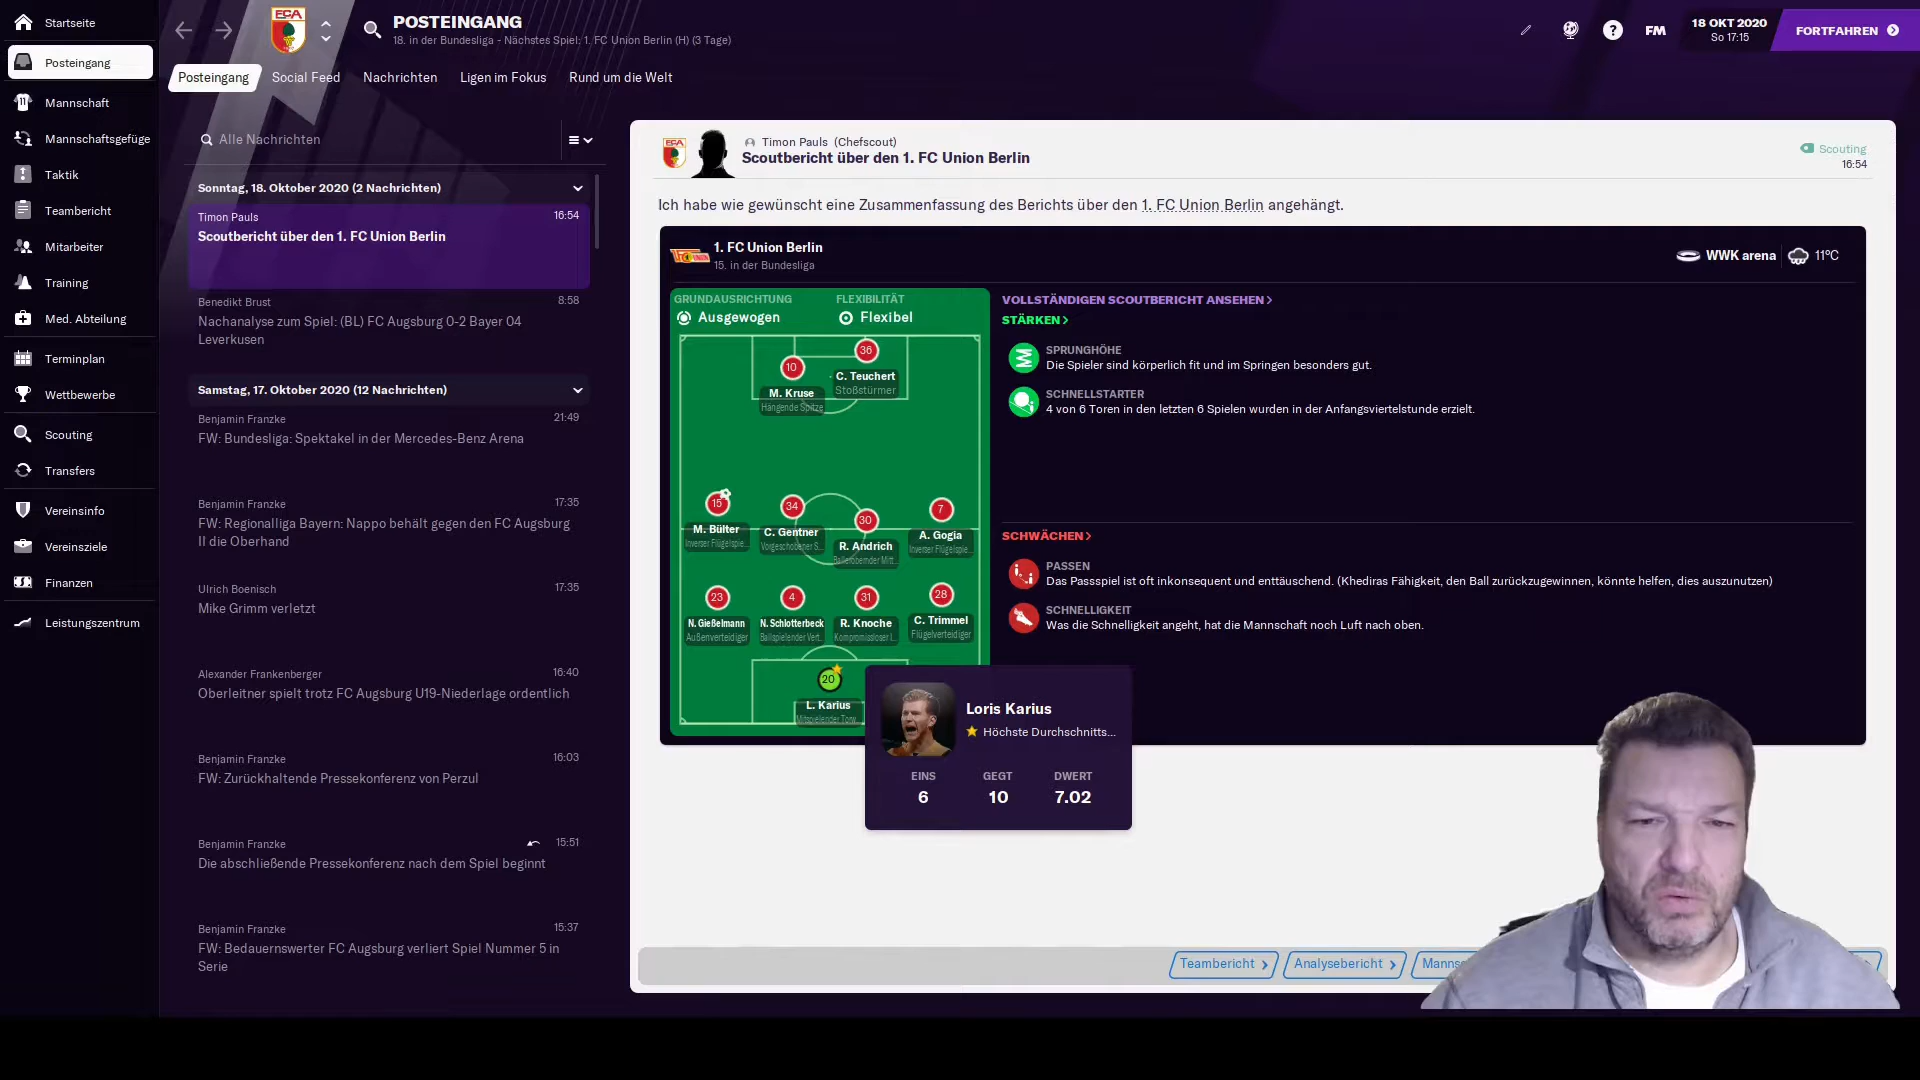 Startseite
Posteingang
Mannschaft
Mannschaftsgefüge
Taktik
Teambericht
Mitarbeiter
Training
Med. Abteilung
Terminplan
Wettbewerbe
Scouting
Transfers
Vereinsinfo
Vereinsziele
Finanzen
Leistungszentrum
POSTEINGANG
18. in der Bundesliga - Nächstes Spiel: 1. FC Union Berlin (H) (3 Tage)
FM
18 OKT 2020
So 17:15
FORTFAHREN
Posteingang Social Feed Nachrichten Ligen im Fokus Rund um die Welt
Alle Nachrichten
Sonntag, 18. Oktober 2020 (2 Nachrichten)
Timon Pauls 16:54
Scoutbericht über den 1. FC Union Berlin
Benedikt Brust 8:58
Nachanalyse zum Spiel: (BL) FC Augsburg 0-2 Bayer 04
Leverkusen
Samstag, 17. Oktober 2020 (12 Nachrichten)
Benjamin Franzke 21:49
FW: Bundesliga: Spektakel in der Mercedes-Benz Arena
Benjamin Franzke 17:35
FW: Regionalliga Bayern: Nappo behält gegen den FC Augsburg
II die Oberhand
Ulrich Boenisch 17:35
Mike Grimm verletzt
Alexander Frankenberger 16:40
Oberleitner spielt trotz FC Augsburg U19-Niederlage ordentlich
Benjamin Franzke 16:03
FW: Zurückhaltende Pressekonferenz von Perzul
Benjamin Franzke 15:51
Die abschließende Pressekonferenz nach dem Spiel beginnt
Benjamin Franzke 15:37
FW: Bedauernswerter FC Augsburg verliert Spiel Nummer 5 in
Serie
Timon Pauls (Chefscout)
Scoutbericht über den 1. FC Union Berlin
Scouting
16:54
Ich habe wie gewünscht eine Zusammenfassung des Berichts über den 1. FC Union Berlin angehängt.
1. FC Union Berlin
15. in der Bundesliga
WWK arena 11°C
GRUNDAUSRICHTUNG FLEXIBILITÄT
Ausgewogen Flexibel
36
C. Teuchert
Stoßstürmer
10
M. Kruse
Hängende Spitze
15
M. Bülter
Inverser Flügelspie...
34
C. Gentner
Vorgeschobener S...
30
R. Andrich
Ballerobernder Mitt...
7
A. Gogia
Inverser Flügelspie...
23
N. Gießelmann
Außenverteidiger
4
N. Schlotterbeck
Ballspielender Vert...
31
R. Knoche
Kompromissloser I...
28
C. Trimmel
Flügelverteidiger
20
L. Karius
Mitspielender Torw...
VOLLSTÄNDIGEN SCOUTBERICHT ANSEHEN
STÄRKEN
SPRUNGHÖHE
Die Spieler sind körperlich fit und im Springen besonders gut.
SCHNELLSTARTER
4 von 6 Toren in den letzten 6 Spielen wurden in der Anfangsviertelstunde erzielt.
SCHWÄCHEN
PASSEN
Das Passspiel ist oft inkonsequent und enttäuschend. (Khediras Fähigkeit, den Ball zurückzugewinnen, könnte helfen, dies auszunutzen)
SCHNELLIGKEIT
Was die Schnelligkeit angeht, hat die Mannschaft noch Luft nach oben.
Loris Karius
Höchste Durchschnitts...
EINS GEGT DWERT
6 10 7.02
Teambericht Analysebericht